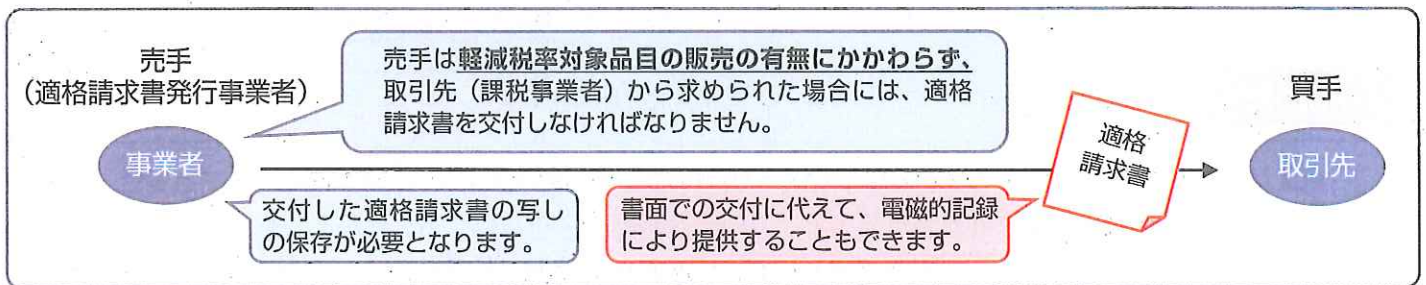 売手
（適格請求書発行事業者）
事業者
売手は軽減税率対象品目の販売の有無にかかわらず、
取引先（課税事業者）から求められた場合には、適格
請求書を交付しなければなりません。
交付した適格請求書の写し
の保存が必要となります。
書面での交付に代えて、電磁的記録
により提供することもできます。
適格
請求書
買手
取引先